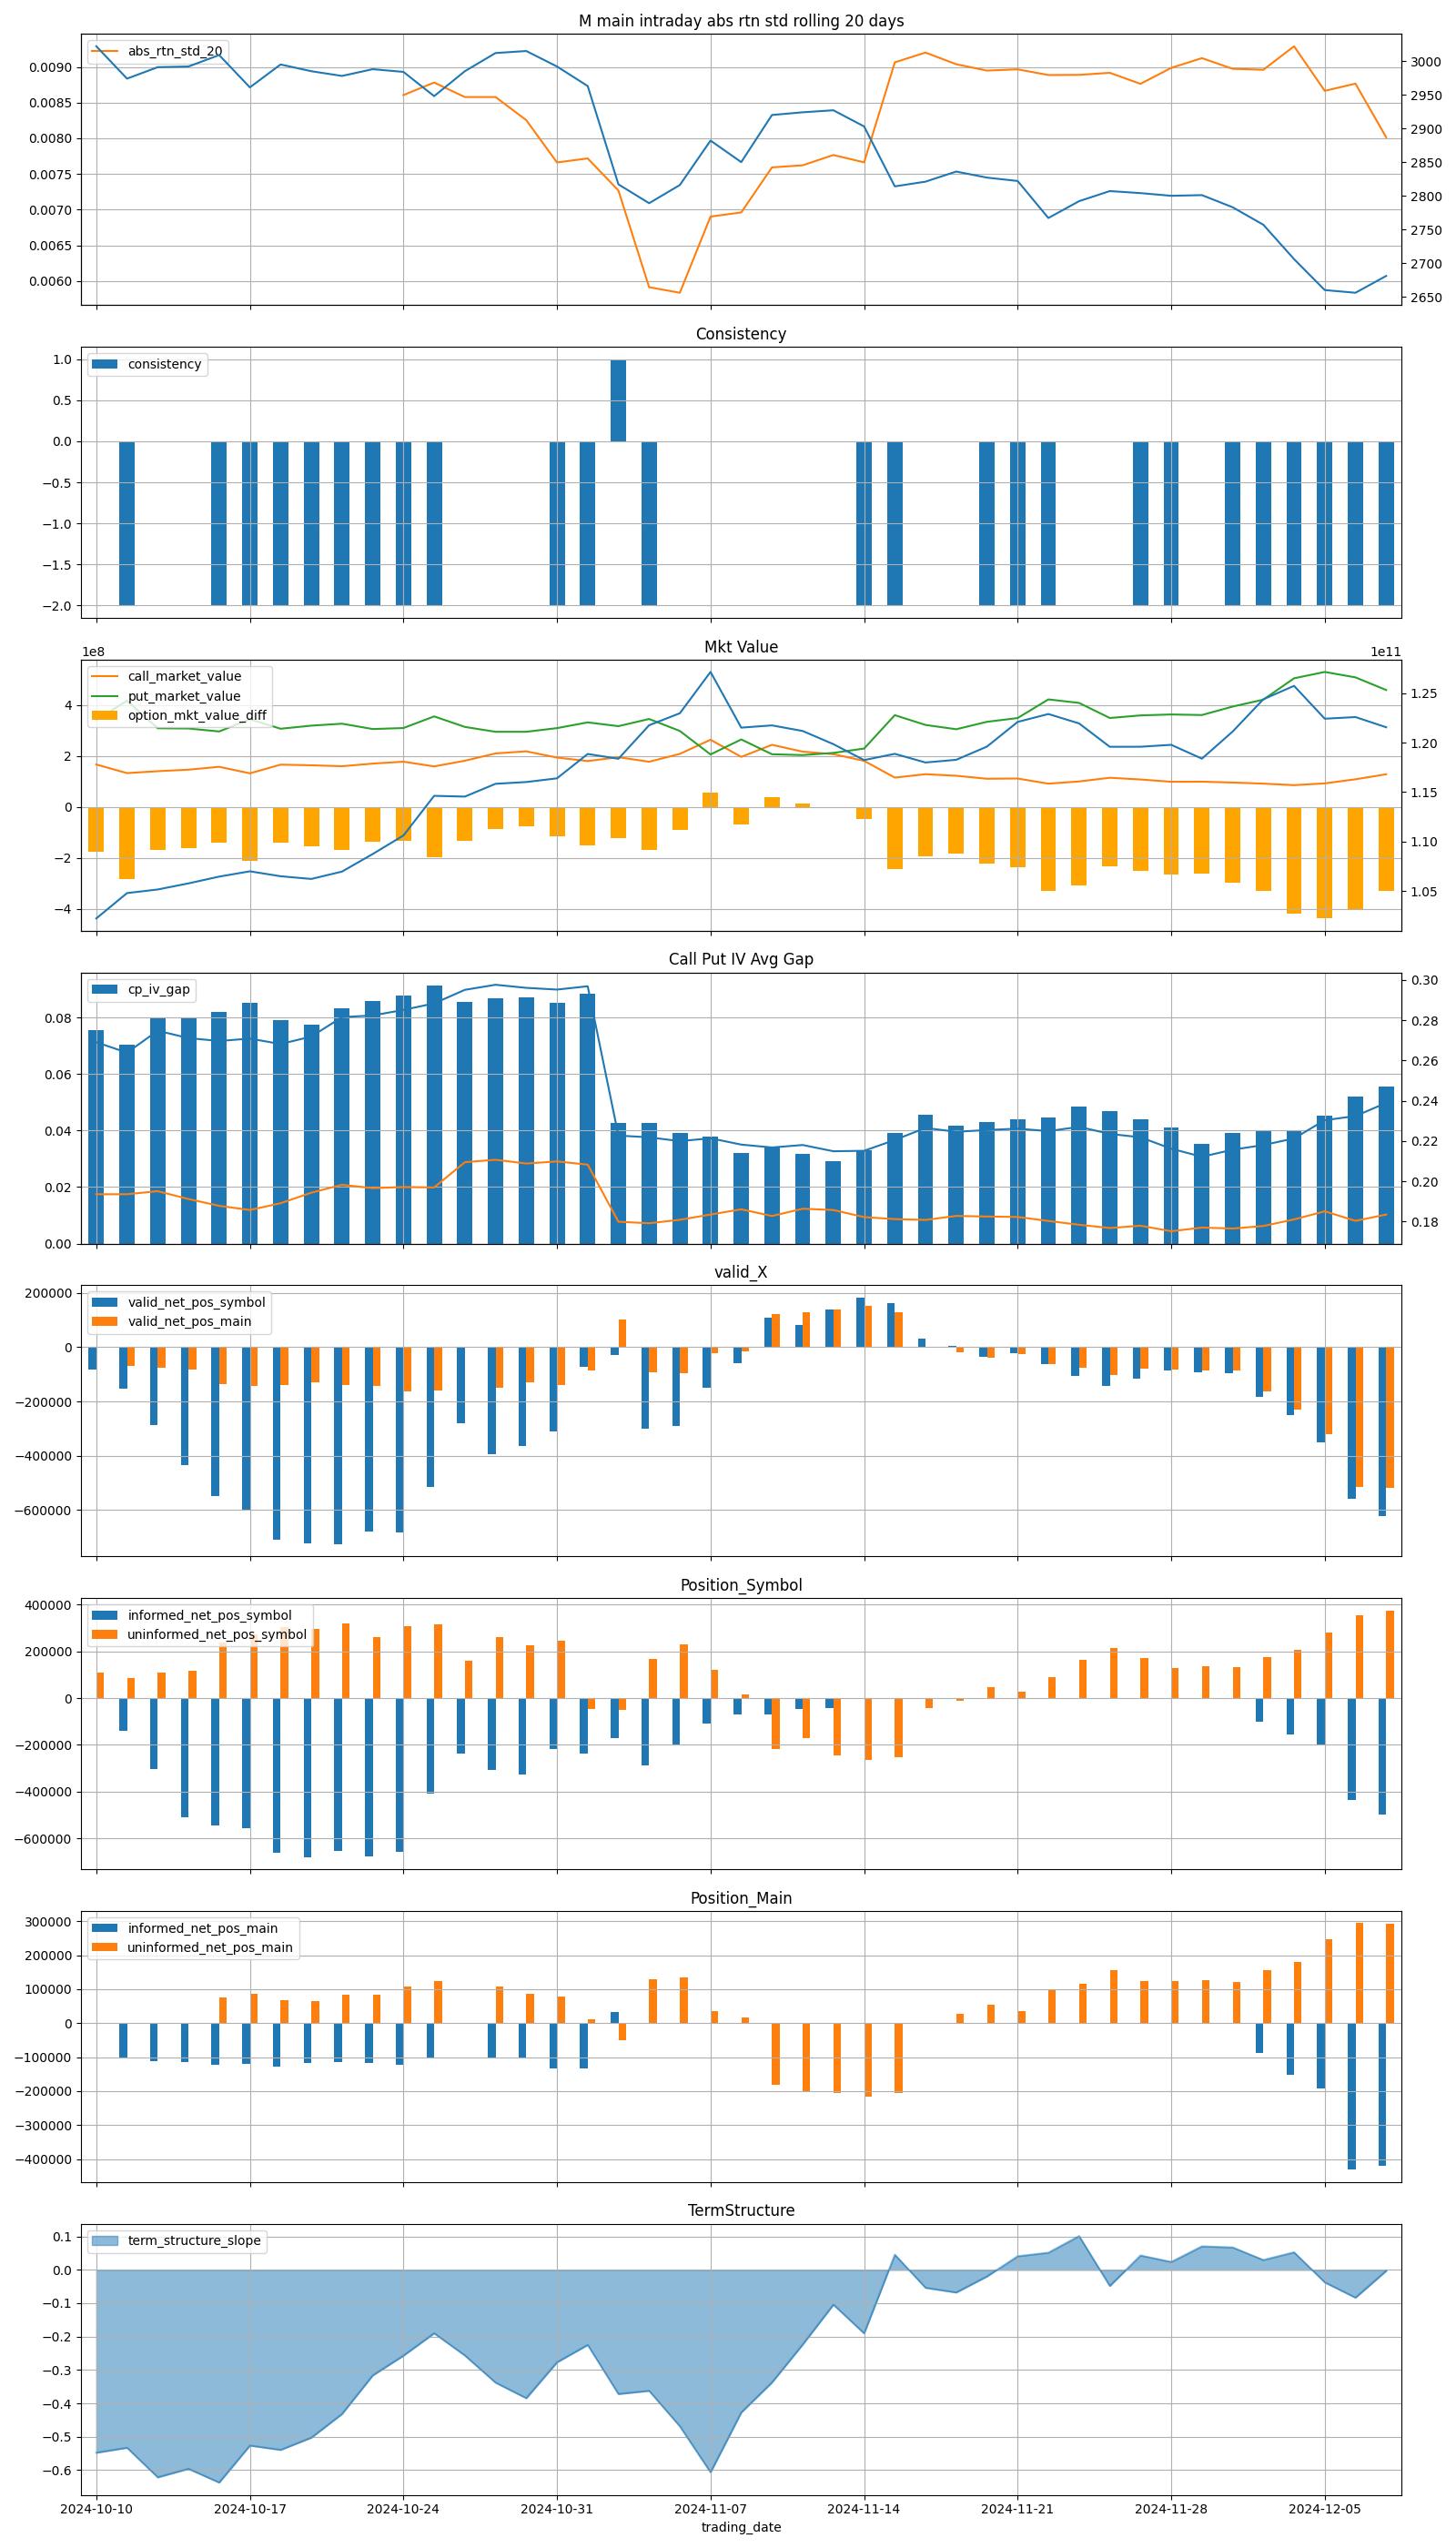 M main intraday abs rtn std rolling 20 days
abs_rtn_std_20
0.0090
0.0085
0.0080
0.0075
0.0070
0.0065
0.0060
3000
2950
2900
2850
2800
2750
2700
2650
Consistency
consistency
1.0
0.5
0.0
−0.5
−1.0
−1.5
−2.0
Mkt Value
1e8
1e11
call_market_value
put_market_value
option_mkt_value_diff
4
2
0
−2
−4
1.25
1.20
1.15
1.10
1.05
Call Put IV Avg Gap
cp_iv_gap
0.08
0.06
0.04
0.02
0.00
0.30
0.28
0.26
0.24
0.22
0.20
0.18
valid_X
valid_net_pos_symbol
valid_net_pos_main
200000
0
−200000
−400000
−600000
Position_Symbol
informed_net_pos_symbol
uninformed_net_pos_symbol
400000
200000
0
−200000
−400000
−600000
Position_Main
informed_net_pos_main
uninformed_net_pos_main
300000
200000
100000
0
−100000
−200000
−300000
−400000
TermStructure
term_structure_slope
0.1
0.0
−0.1
−0.2
−0.3
−0.4
−0.5
−0.6
2024-10-10 2024-10-17 2024-10-24 2024-10-31 2024-11-07 2024-11-14 2024-11-21 2024-11-28 2024-12-05
trading_date